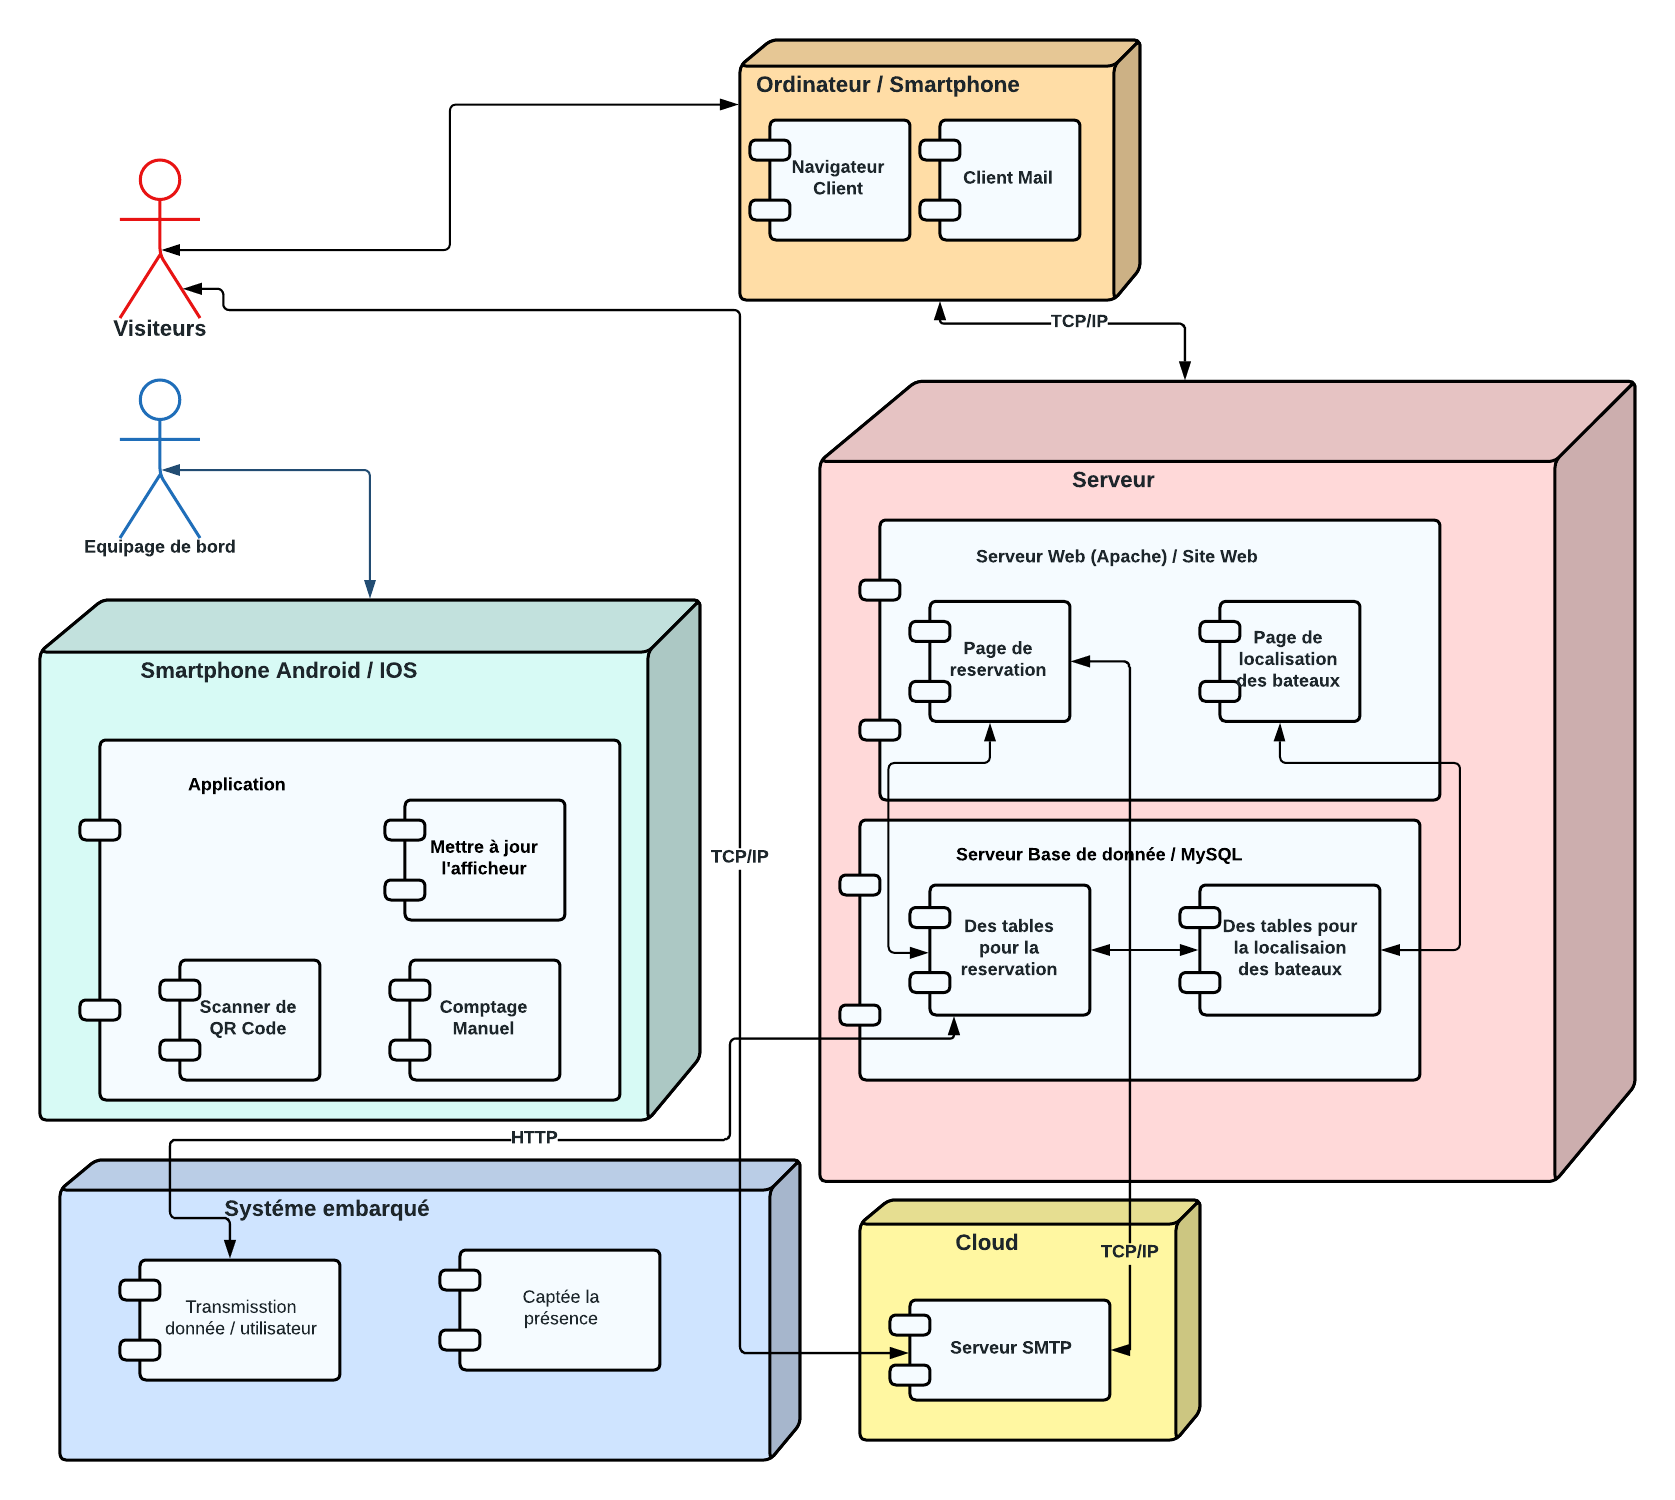 Ordinateur / Smartphone
Navigateur
Client
Client Mail
Visiteurs
TCP/IP
Equipage de bord
Serveur
Serveur Web (Apache) / Site Web
Page de
reservation
Page de
localisation
des bateaux
Smartphone Android / IOS
Application
Mettre à jour
l'afficheur
Scanner de
QR Code
Comptage
Manuel
TCP/IP
Serveur Base de donnée / MySQL
Des tables
pour la
reservation
Des tables pour
la localisaion
des bateaux
HTTP
Systéme embarqué
Transmisstion
donnée / utilisateur
Captée la
présence
Cloud
TCP/IP
Serveur SMTP